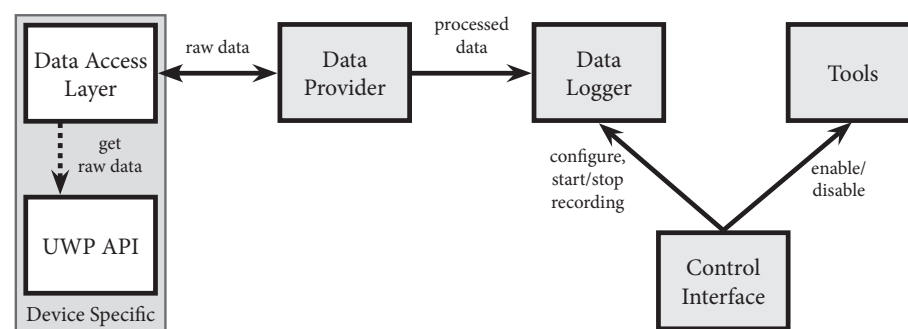 Data Access
Layer
raw data
Data
Provider
processed
data
Data
Logger
Tools
get
raw data
configure,
start/stop
recording
enable/
disable
UWP API
Control
Interface
Device Specific